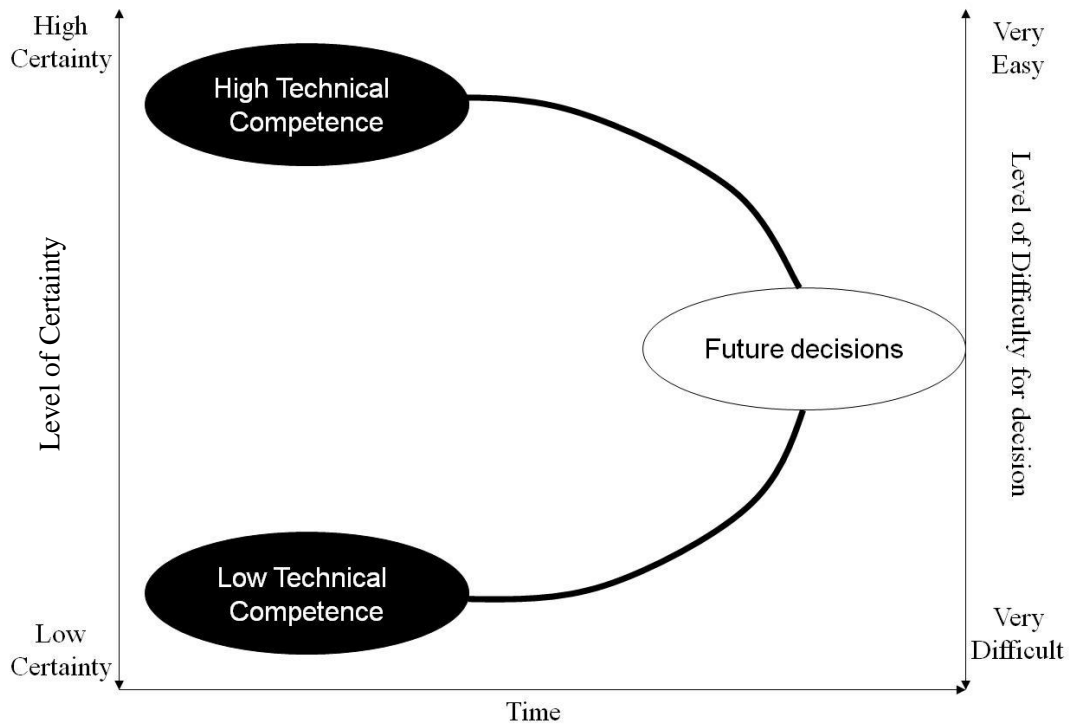 High
Certainty
Very
Easy
High Technical
Competence
Level of Certainty
Level of Difficulty for decision
Future decisions
Low Technical
Competence
Low
Certainty
Very
Difficult
Time